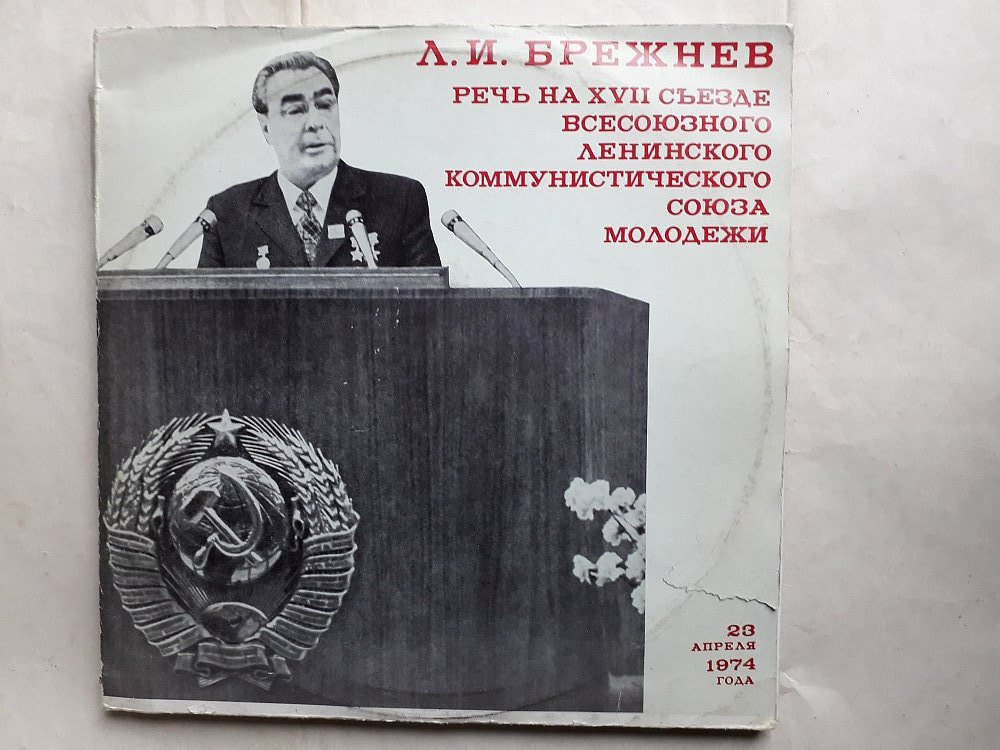 Л. И. БРЕЖНЕВ
РЕЧЬ НА XVII СЪЕЗДЕ
ВСЕСОЮЗНОГО
ЛЕНИНСКОГО
КОММУНИСТИЧЕСКОГО
СОЮЗА
МОЛОДЕЖИ
23
АПРЕЛЯ
1974
ГОДА